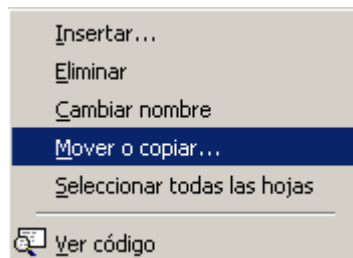 Insertar...
Eliminar
Cambiar nombre
Mover o copiar...
Seleccionar todas las hojas
Ver código